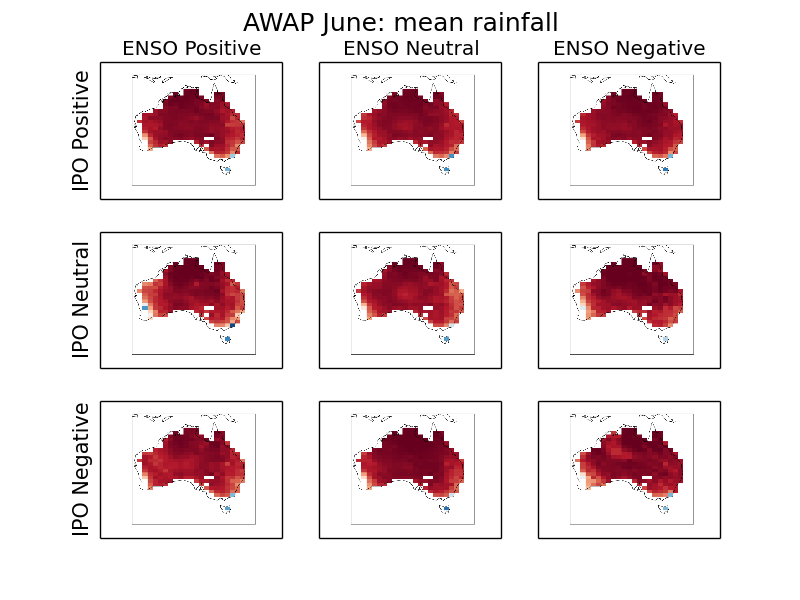 AWAP June: mean rainfall
ENSO Positive ENSO Neutral ENSO Negative
IPO Positive
IPO Neutral
IPO Negative